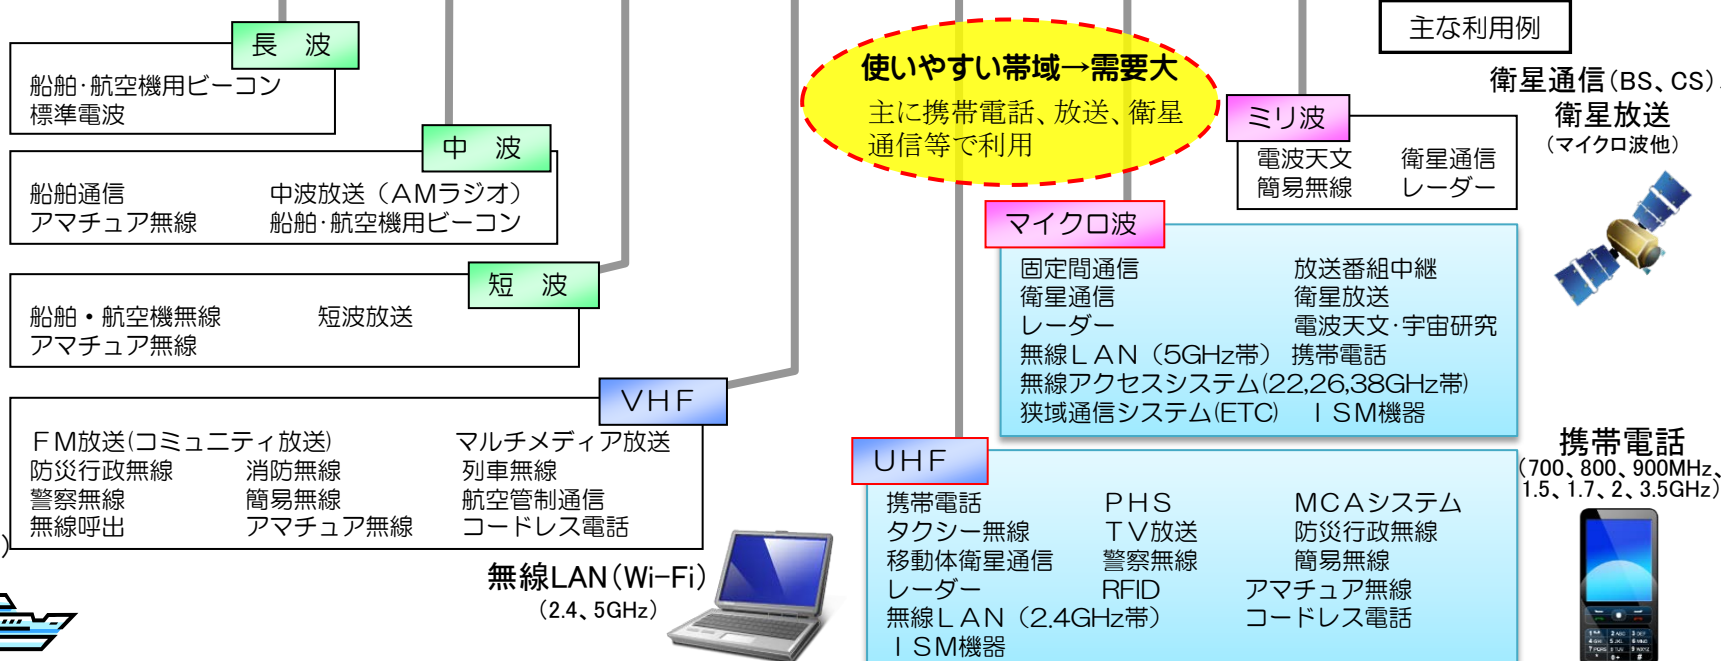 主な利用例
長 波
船舶・航空機用ビーコン
標準電波
中 波
船舶通信 中波放送（ＡＭラジオ）
アマチュア無線 船舶・航空機用ビーコン
短 波
船舶・航空機無線 短波放送
アマチュア無線
ＶＨＦ
ＦＭ放送(コミュニティ放送) マルチメディア放送
防災行政無線 消防無線 列車無線
警察無線 簡易無線 航空管制通信
無線呼出 アマチュア無線 コードレス電話
無線LAN（Wi-Fi）
（2.4、5GHz）
使いやすい帯域→需要大
主に携帯電話、放送、衛星
通信等で利用
ミリ波
電波天文 衛星通信
簡易無線 レーダー
マイクロ波
固定間通信 放送番組中継
衛星通信 衛星放送
レーダー 電波天文・宇宙研究
無線ＬＡＮ（5GHz帯） 携帯電話
無線アクセスシステム(22,26,38GHz帯)
狭域通信システム(ETC) ＩＳＭ機器
UHF
携帯電話 ＰＨＳ ＭＣＡシステム
タクシー無線 ＴＶ放送 防災行政無線
移動体衛星通信 警察無線 簡易無線
レーダー RFID アマチュア無線
無線ＬＡＮ（2.4GHz帯） コードレス電話
ＩＳＭ機器
衛星通信（BS、CS）、
衛星放送
（マイクロ波他）
携帯電話
（700、800、900MHz、
1.5、1.7、2、3.5GHz）